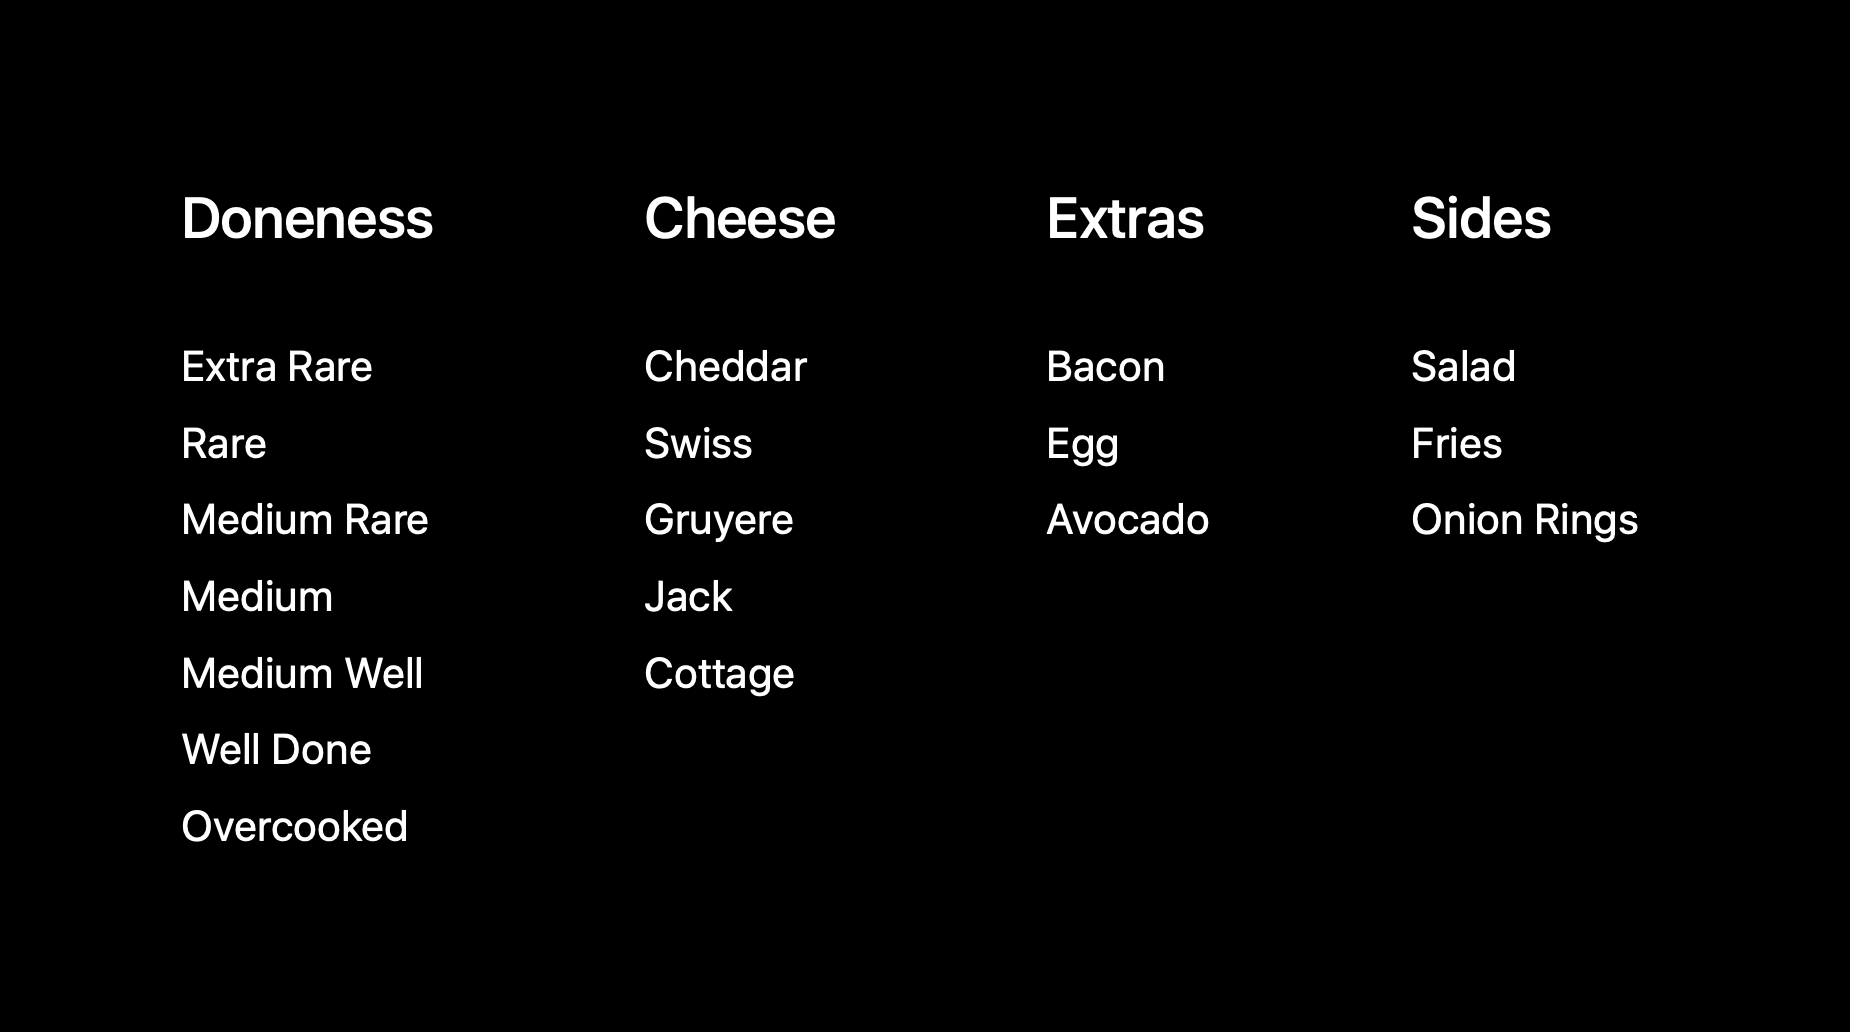 Doneness
Extra Rare
Rare
Medium Rare
Medium
Medium Well
Well Done
Overcooked
Cheese
Cheddar
Swiss
Gruyere
Jack
Cottage
Extras
Bacon
Egg
Avocado
Sides
Salad
Fries
Onion Rings